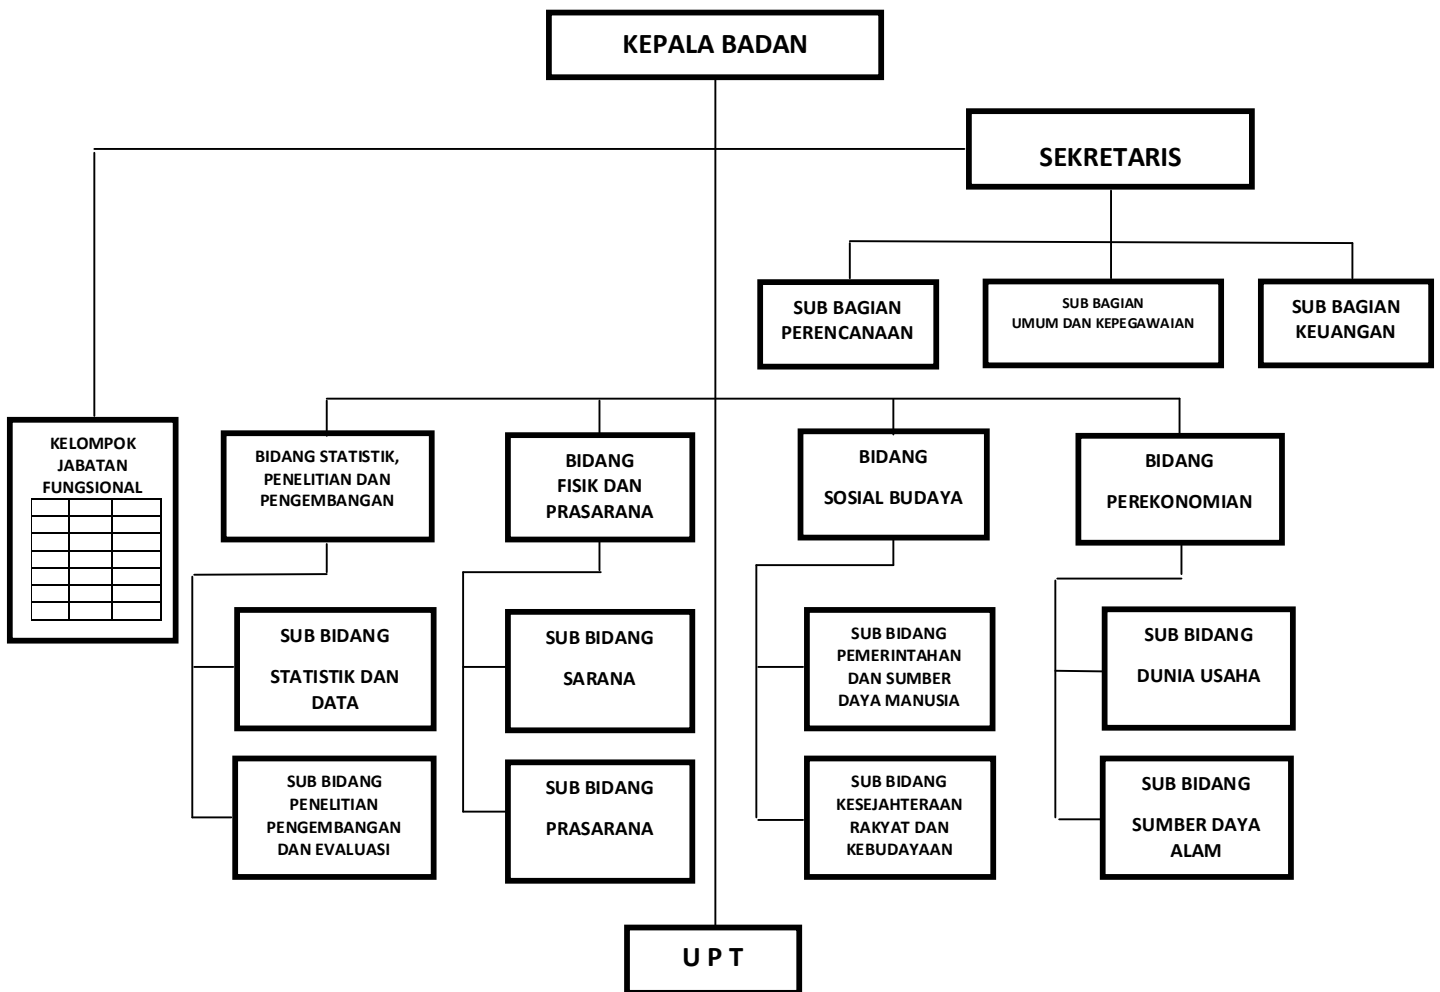 KEPALA BADAN
SEKRETARIS
SUB BAGIAN
PERENCANAAN
SUB BAGIAN
UMUM DAN KEPEGAWAIAN
SUB BAGIAN
KEUANGAN
KELOMPOK
JABATAN
FUNGSIONAL
BIDANG STATISTIK,
PENELITIAN DAN
PENGEMBANGAN
BIDANG
FISIK DAN
PRASARANA
BIDANG
SOSIAL BUDAYA
BIDANG
PEREKONOMIAN
SUB BIDANG
STATISTIK DAN
DATA
SUB BIDANG
SARANA
SUB BIDANG
PEMERINTAHAN
DAN SUMBER
DAYA MANUSIA
SUB BIDANG
DUNIA USAHA
SUB BIDANG
PENELITIAN
PENGEMBANGAN
DAN EVALUASI
SUB BIDANG
PRASARANA
SUB BIDANG
KESEJAHTERAAN
RAKYAT DAN
KEBUDAYAAN
SUB BIDANG
SUMBER DAYA
ALAM
U P T